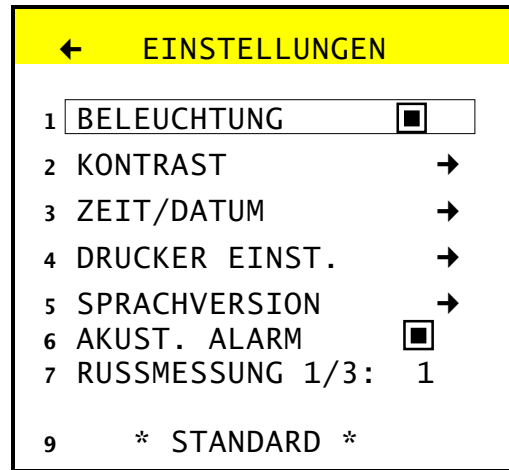 ← EINSTELLUNGEN
1 BELEUCHTUNG ▣
2 KONTRAST →
3 ZEIT/DATUM →
4 DRUCKER EINST. →
5 SPRACHVERSION →
6 AKUST. ALARM ▣
7 RUSSMESSUNG 1/3: 1
9 * STANDARD *